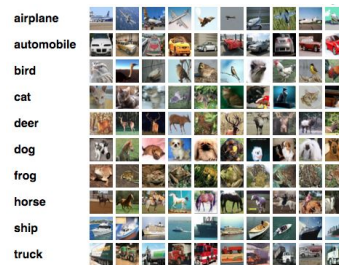 airplane
automobile
bird
cat
deer
dog
frog
horse
ship
truck